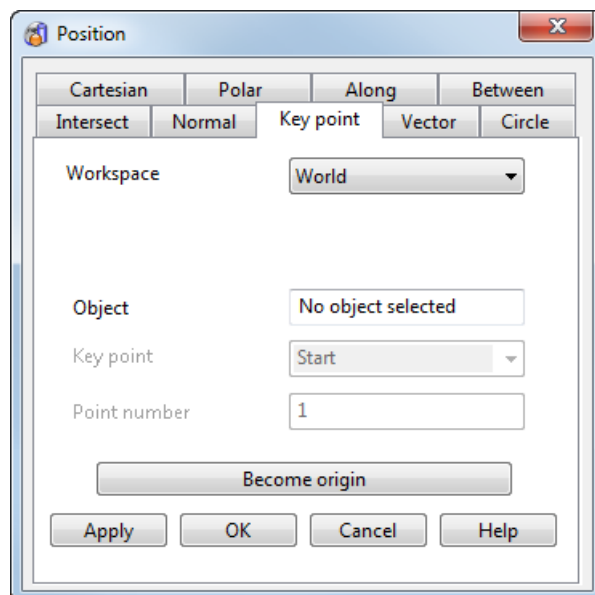 Position
Cartesian Polar Along Between
Intersect Normal Key point Vector Circle
Workspace World
Object No object selected
Key point Start
Point number 1
Become origin
Apply OK Cancel Help